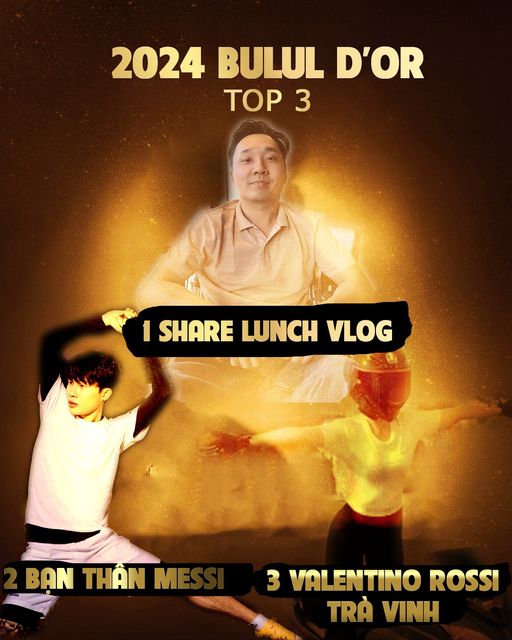 2024 BULUL D'OR
TOP 3
1 SHARE LUNCH VLOG
2 BẠN THÂN MESSI
3 VALENTINO ROSSI
TRÀ VINH